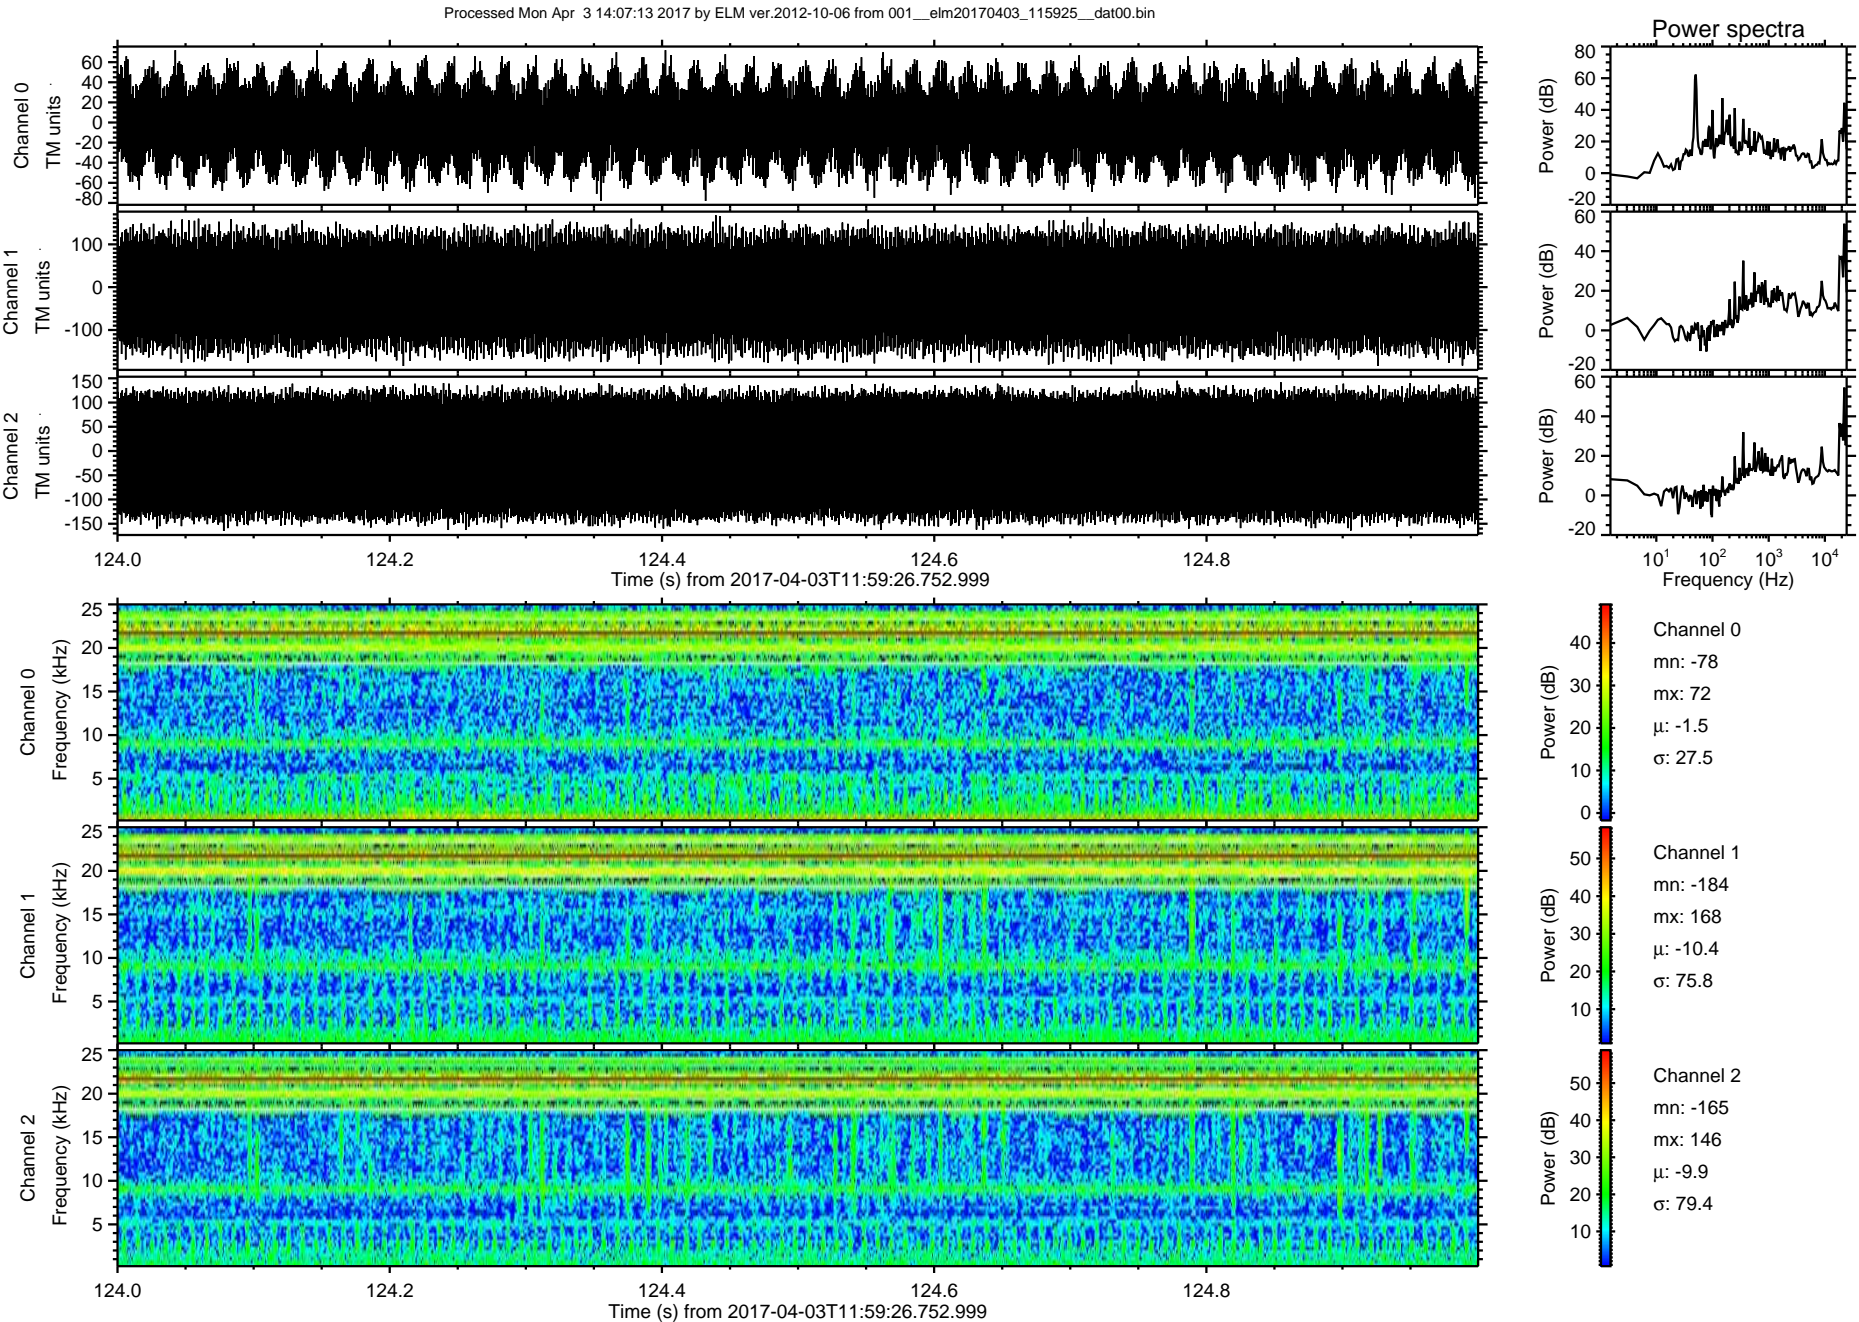 Processed Mon Apr  3 14:07:13 2017 by ELM ver.2012-10-06 from 001__elm20170403_115925__dat00.bin
Power spectra
Channel 0
TM units
60
40
20
0
-20
-40
-60
-80
Power (dB)
80
60
40
20
0
-20
Channel 1
TM units
100
0
-100
Power (dB)
60
40
20
0
-20
Channel 2
TM units
150
100
50
0
-50
-100
-150
Power (dB)
60
40
20
0
-20
124.0 124.2 124.4 124.6 124.8
Time (s) from 2017-04-03T11:59:26.752.999
10¹ 10² 10³ 10⁴
Frequency (Hz)
Channel 0
Frequency (kHz)
25
20
15
10
5
Power (dB)
40
30
20
10
0
Channel 0
mn: -78
mx: 72
µ: -1.5
σ: 27.5
Channel 1
Frequency (kHz)
25
20
15
10
5
Power (dB)
50
40
30
20
10
Channel 1
mn: -184
mx: 168
µ: -10.4
σ: 75.8
Channel 2
Frequency (kHz)
25
20
15
10
5
Power (dB)
50
40
30
20
10
Channel 2
mn: -165
mx: 146
µ: -9.9
σ: 79.4
124.0 124.2 124.4 124.6 124.8
Time (s) from 2017-04-03T11:59:26.752.999